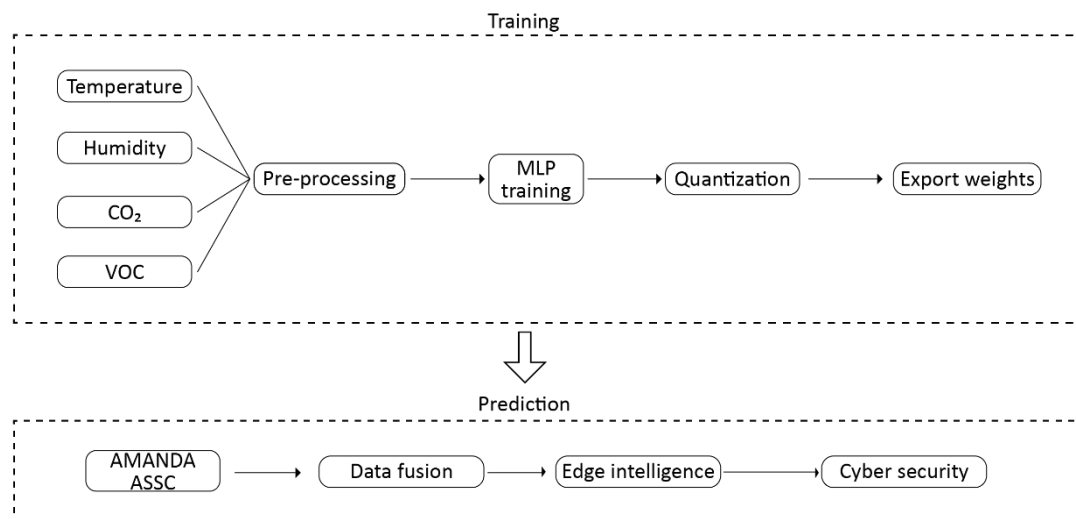 Training
Temperature
Humidity
CO₂
VOC
Pre-processing
MLP
training
Quantization
Export weights
Prediction
AMANDA
ASSC
Data fusion
Edge intelligence
Cyber security